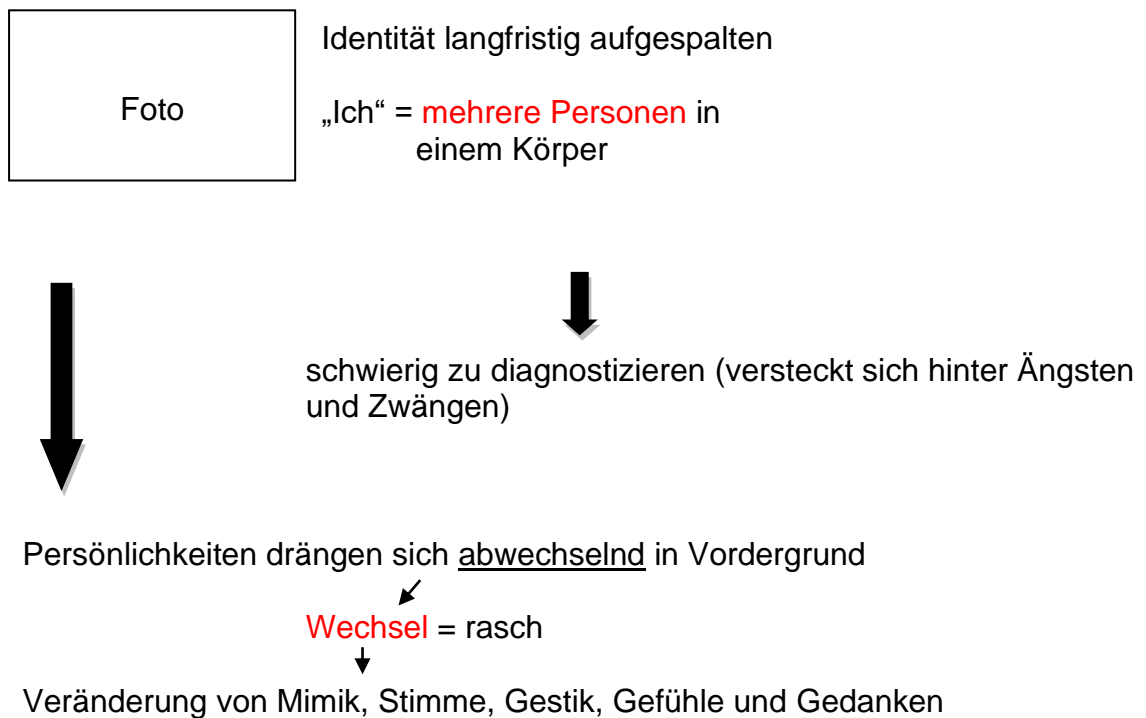 Identität langfristig aufgespalten
Foto
„Ich“ = mehrere Personen in
einem Körper
schwierig zu diagnostizieren (versteckt sich hinter Ängsten
und Zwängen)
Persönlichkeiten drängen sich abwechselnd in Vordergrund
Wechsel = rasch
Veränderung von Mimik, Stimme, Gestik, Gefühle und Gedanken